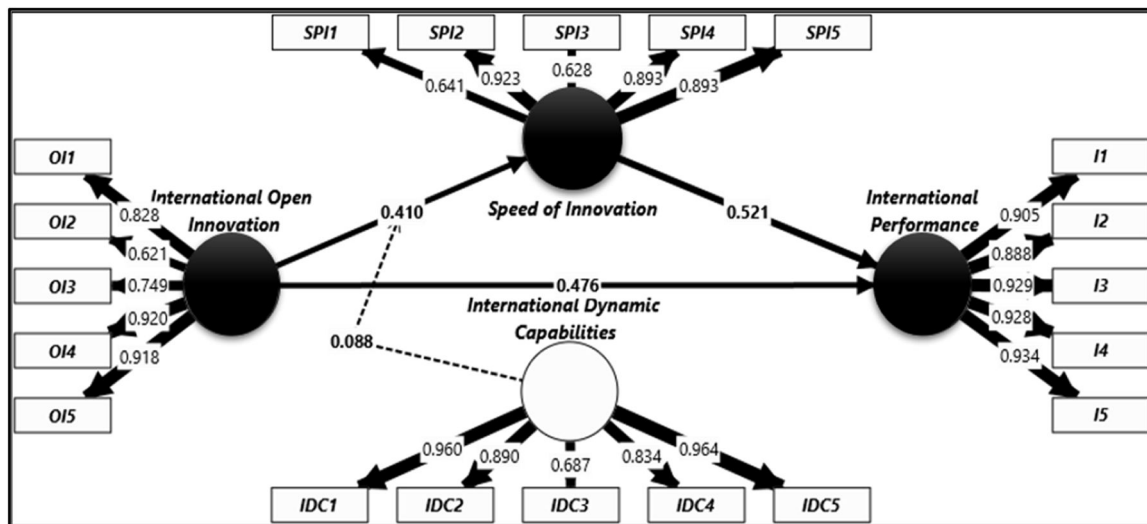 SPI1 SPI2 SPI3 SPI4 SPI5
0.641 0.923 0.628 0.893 0.893
OI1
OI2
OI3
OI4
OI5
0.828
0.621
0.749
0.920
0.918
International Open
Innovation
Speed of Innovation
International
Performance
0.410
0.521
0.476
0.088
International Dynamic
Capabilities
0.905
0.888
0.929
0.928
0.934
I1
I2
I3
I4
I5
0.960 0.890 0.687 0.834 0.964
IDC1 IDC2 IDC3 IDC4 IDC5